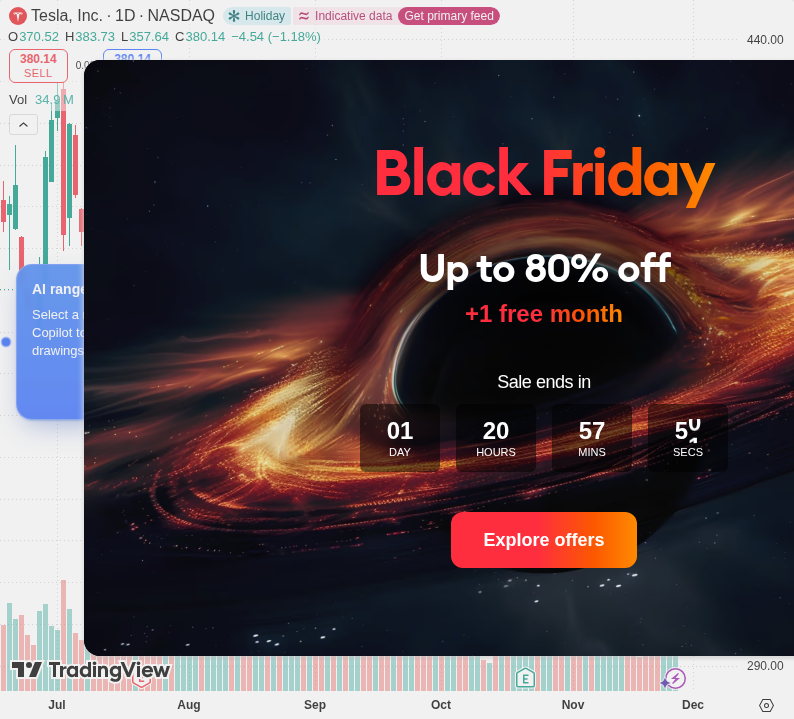 Tesla, Inc. · 1D · NASDAQ Holiday Indicative data Get primary feed
O370.52 H383.73 L357.64 C380.14 −4.54 (−1.18%)
440.00
380.14
SELL
380.14
Vol 34.9 M
Black Friday
Up to 80% off
+1 free month
AI range
Select a
Copilot to
drawings
Sale ends in
01
DAY
20
HOURS
57
MINS
SECS
Explore offers
TradingView
E
E
290.00
Jul Aug Sep Oct Nov Dec